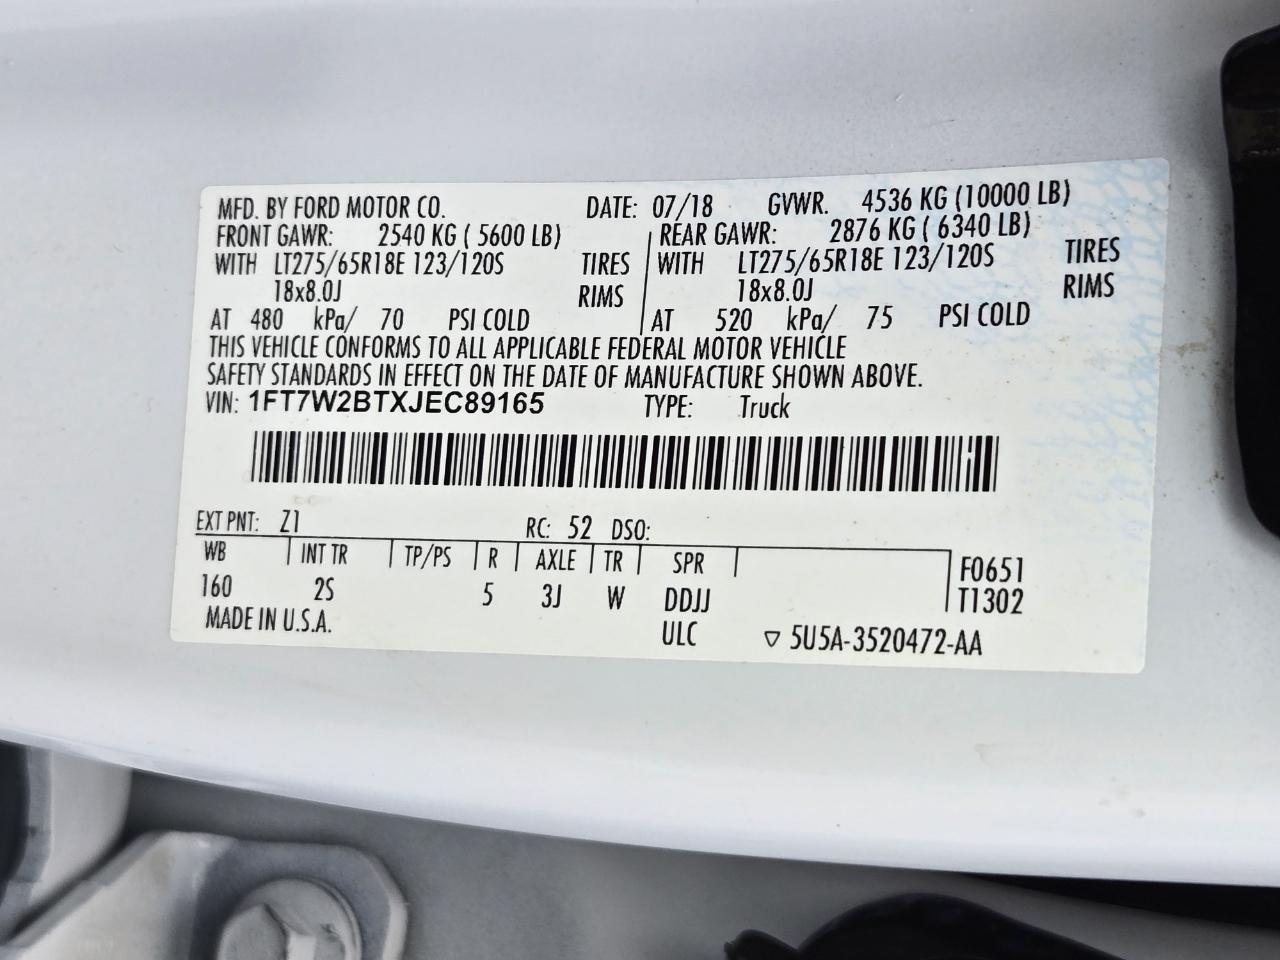 MFD. BY FORD MOTOR CO. DATE: 07/18 GVWR. 4536 KG (10000 LB)
FRONT GAWR: 2540 KG ( 5600 LB) REAR GAWR: 2876 KG ( 6340 LB)
WITH LT275/65R18E 123/120S TIRES WITH LT275/65R18E 123/120S TIRES
18x8.0J RIMS 18x8.0J RIMS
AT 480 kPa/ 70 PSI COLD AT 520 kPa/ 75 PSI COLD
THIS VEHICLE CONFORMS TO ALL APPLICABLE FEDERAL MOTOR VEHICLE
SAFETY STANDARDS IN EFFECT ON THE DATE OF MANUFACTURE SHOWN ABOVE.
VIN: 1FT7W2BTXJEC89165 TYPE: Truck
EXT PNT: Z1 RC: 52 DSO:
WB INT TR TP/PS R AXLE TR SPR F0651
160 2S 5 3J W DDJJ T1302
MADE IN U.S.A. ULC ▽ 5U5A-3520472-AA